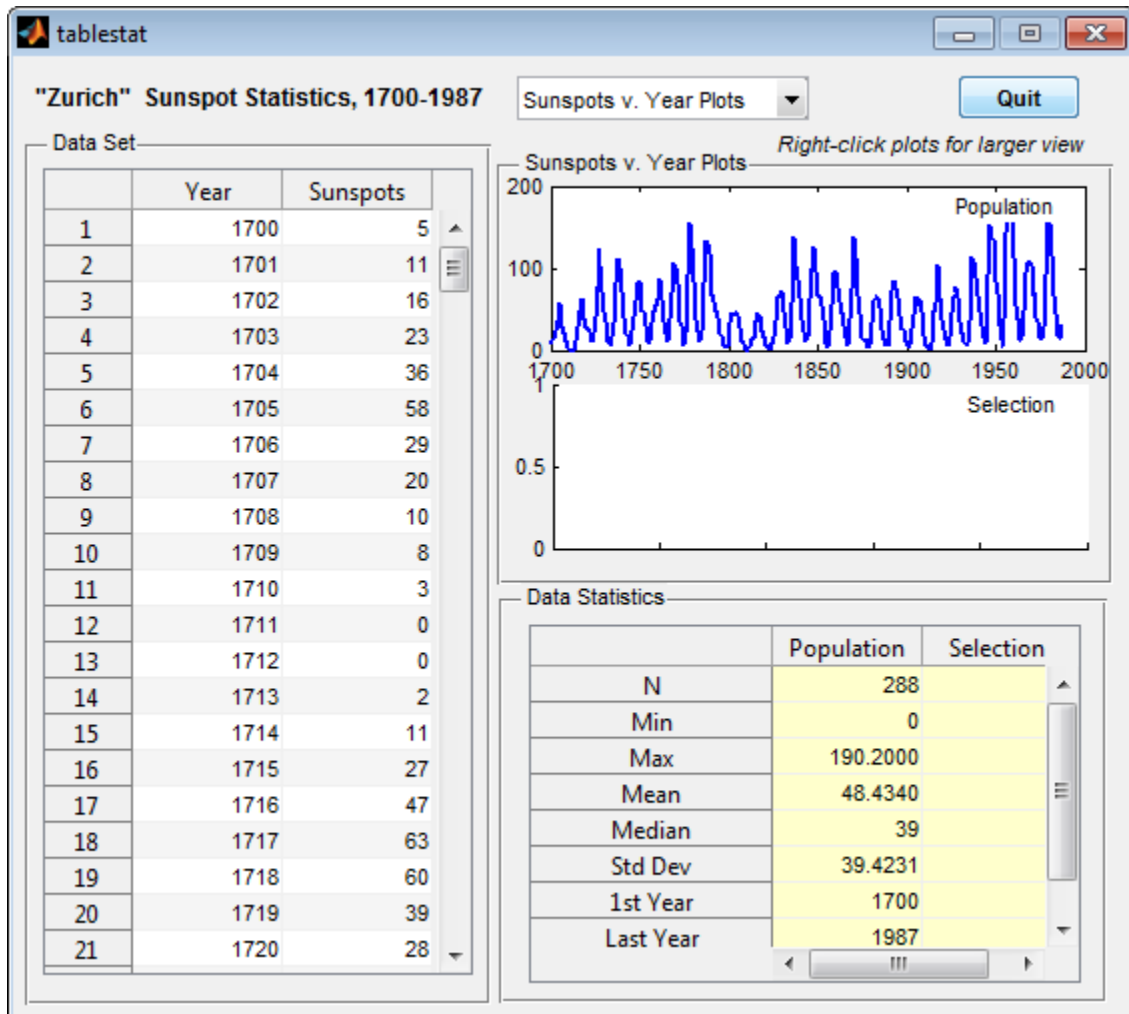 tablestat
"Zurich" Sunspot Statistics, 1700-1987
Sunspots v. Year Plots
Quit
Right-click plots for larger view
Data Set
Year Sunspots
1 1700 5
2 1701 11
3 1702 16
4 1703 23
5 1704 36
6 1705 58
7 1706 29
8 1707 20
9 1708 10
10 1709 8
11 1710 3
12 1711 0
13 1712 0
14 1713 2
15 1714 11
16 1715 27
17 1716 47
18 1717 63
19 1718 60
20 1719 39
21 1720 28
Sunspots v. Year Plots
200
Population
100
0
1700 1750 1800 1850 1900 1950 2000
1
Selection
0.5
0
Data Statistics
Population Selection
N 288
Min 0
Max 190.2000
Mean 48.4340
Median 39
Std Dev 39.4231
1st Year 1700
Last Year 1987